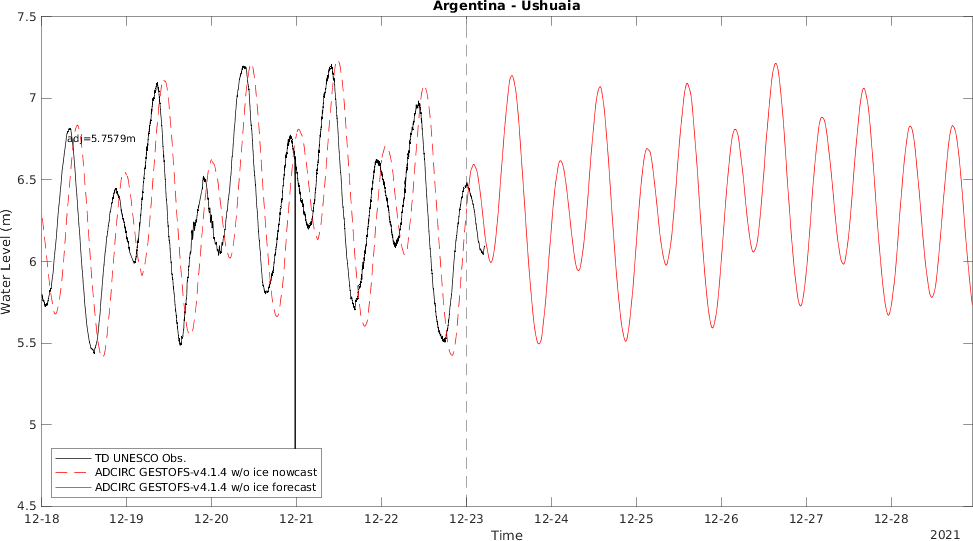 Argentina - Ushuaia
7.5
7
6.5
6
5.5
5
4.5
Water Level (m)
adj=5.7579m
TD UNESCO Obs.
ADCIRC GESTOFS-v4.1.4 w/o ice nowcast
ADCIRC GESTOFS-v4.1.4 w/o ice forecast
12-18 12-19 12-20 12-21 12-22 12-23 12-24 12-25 12-26 12-27 12-28
Time
2021